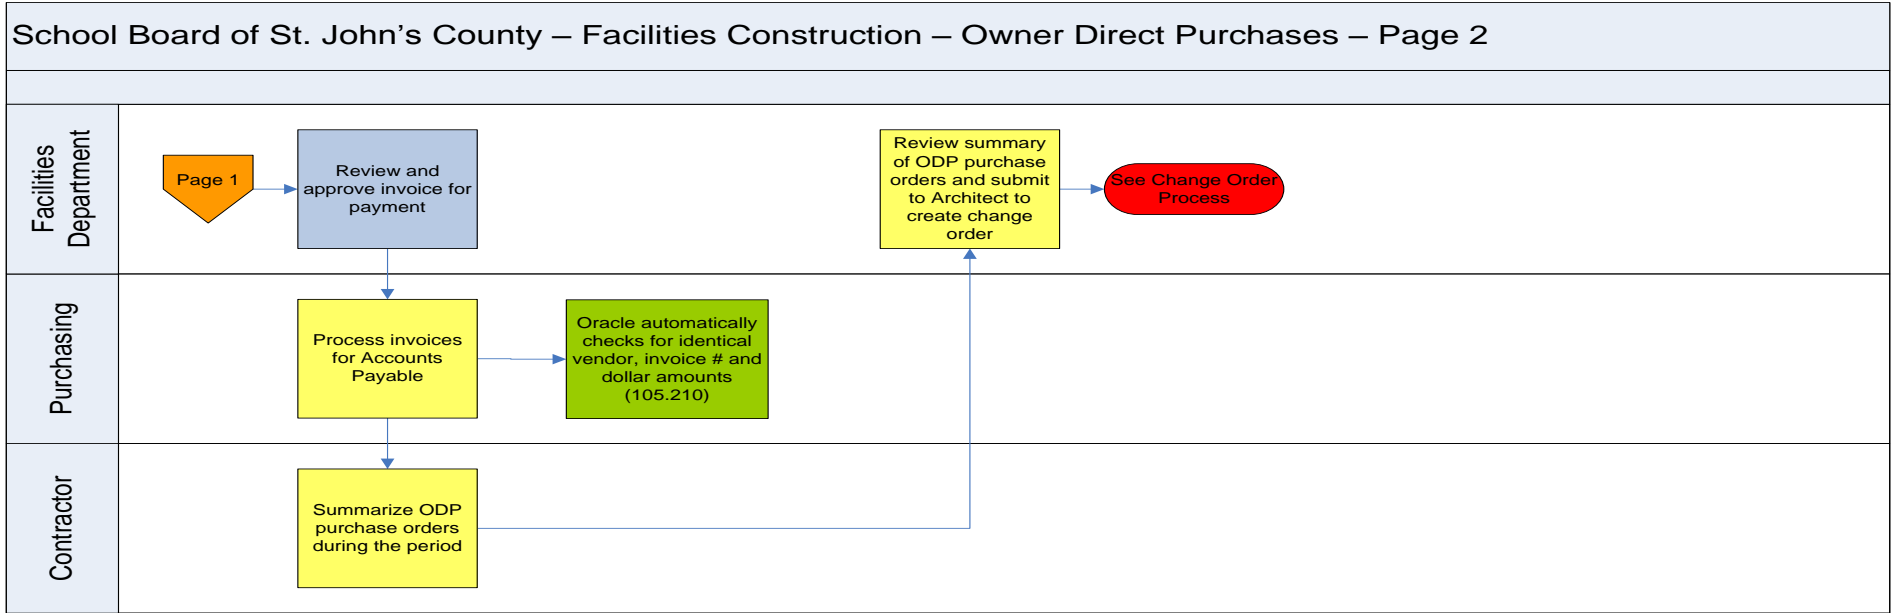 School Board of St. John’s County – Facilities Construction – Owner Direct Purchases – Page 2
Facilities
Department
Page 1
Review and
approve invoice for
payment
Review summary
of ODP purchase
orders and submit
to Architect to
create change
order
See Change Order
Process
Purchasing
Process invoices
for Accounts
Payable
Oracle automatically
checks for identical
vendor, invoice # and
dollar amounts
(105.210)
Contractor
Summarize ODP
purchase orders
during the period